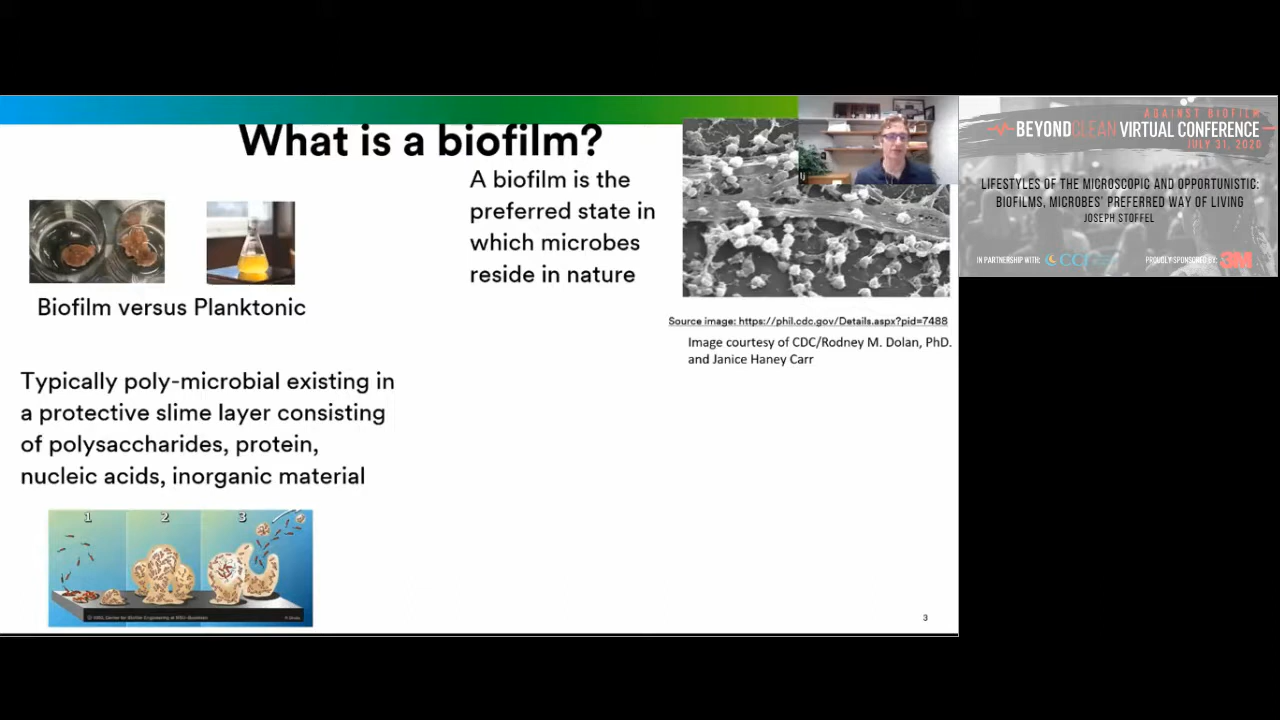 What is a biofilm?
A biofilm is the
preferred state in
which microbes
reside in nature
Biofilm versus Planktonic
Source image: https://phil.cdc.gov/Details.aspx?pid=7488
Image courtesy of CDC/Rodney M. Dolan, PhD.
and Janice Haney Carr
Typically poly-microbial existing in
a protective slime layer consisting
of polysaccharides, protein,
nucleic acids, inorganic material
1 2 3
3
AGAINST BIOFILM
BEYONDCLEAN VIRTUAL CONFERENCE
JULY 31, 2020
LIFESTYLES OF THE MICROSCOPIC AND OPPORTUNISTIC:
BIOFILMS, MICROBES' PREFERRED WAY OF LIVING
JOSEPH STOFFEL
IN PARTNERSHIP WITH:
PROUDLY SPONSORED BY: 3M